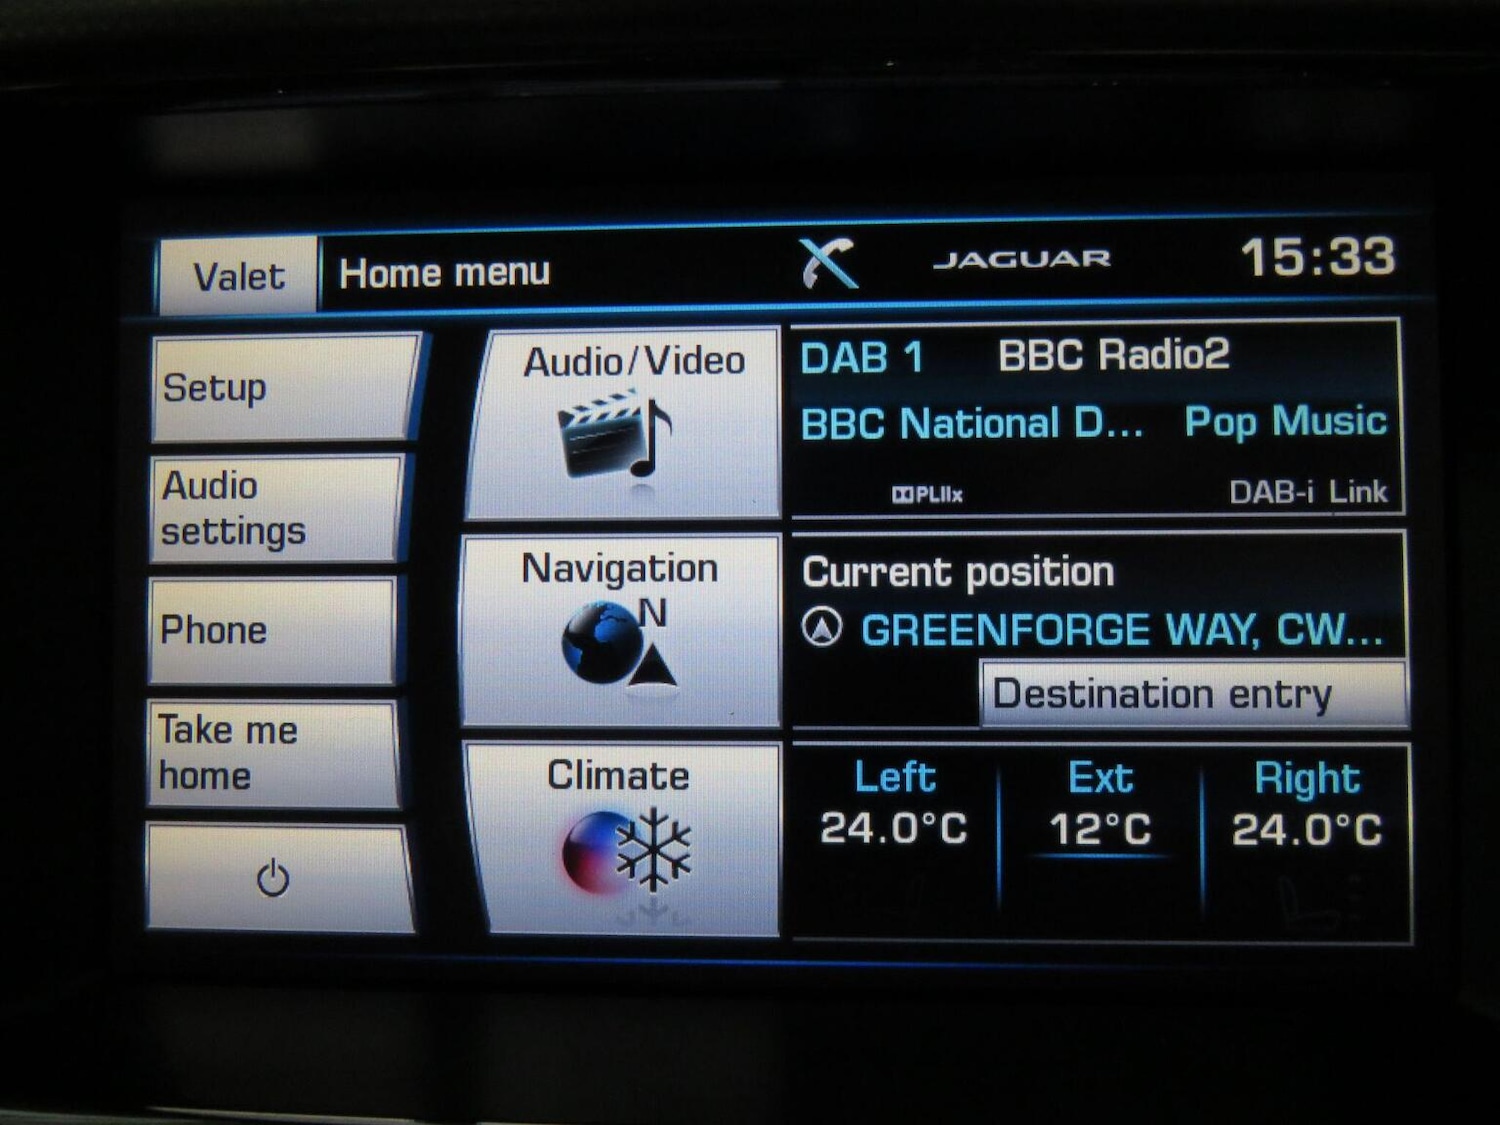 Valet
Home menu
JAGUAR
15:33
Setup
Audio
settings
Phone
Take me
home
Audio/Video
Navigation
N
Climate
DAB 1 BBC Radio2
BBC National D... Pop Music
PLIIx DAB-i Link
Current position
GREENFORGE WAY, CW...
Destination entry
Left Ext Right
24.0°C 12°C 24.0°C